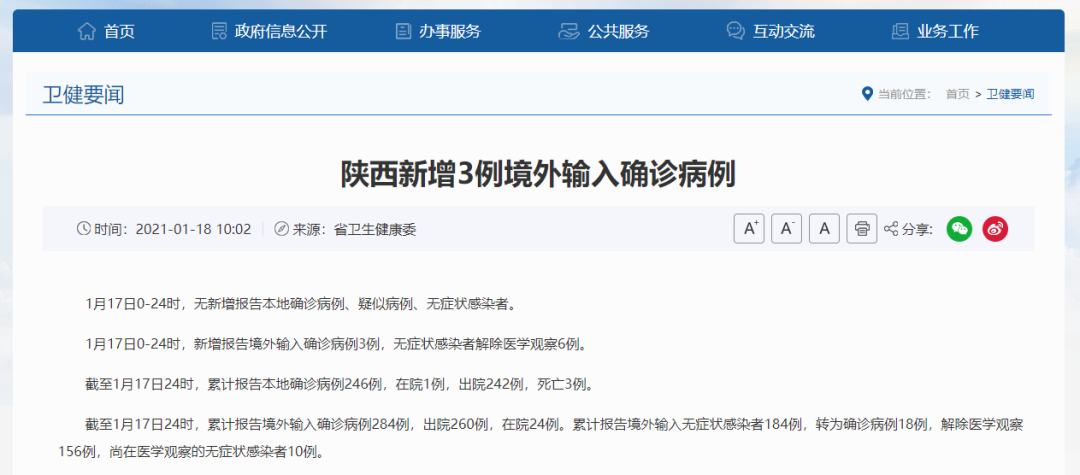 首页 政府信息公开 办事服务 公共服务 互动交流 业务工作
卫健要闻 当前位置： 首页 > 卫健要闻
陕西新增3例境外输入确诊病例
时间：2021-01-18 10:02 来源：省卫生健康委 A+ A- A 分享:
1月17日0-24时，无新增报告本地确诊病例、疑似病例、无症状感染者。
1月17日0-24时，新增报告境外输入确诊病例3例，无症状感染者解除医学观察6例。
截至1月17日24时，累计报告本地确诊病例246例，在院1例，出院242例，死亡3例。
截至1月17日24时，累计报告境外输入确诊病例284例，出院260例，在院24例。累计报告境外输入无症状感染者184例，转为确诊病例18例，解除医学观察
156例，尚在医学观察的无症状感染者10例。